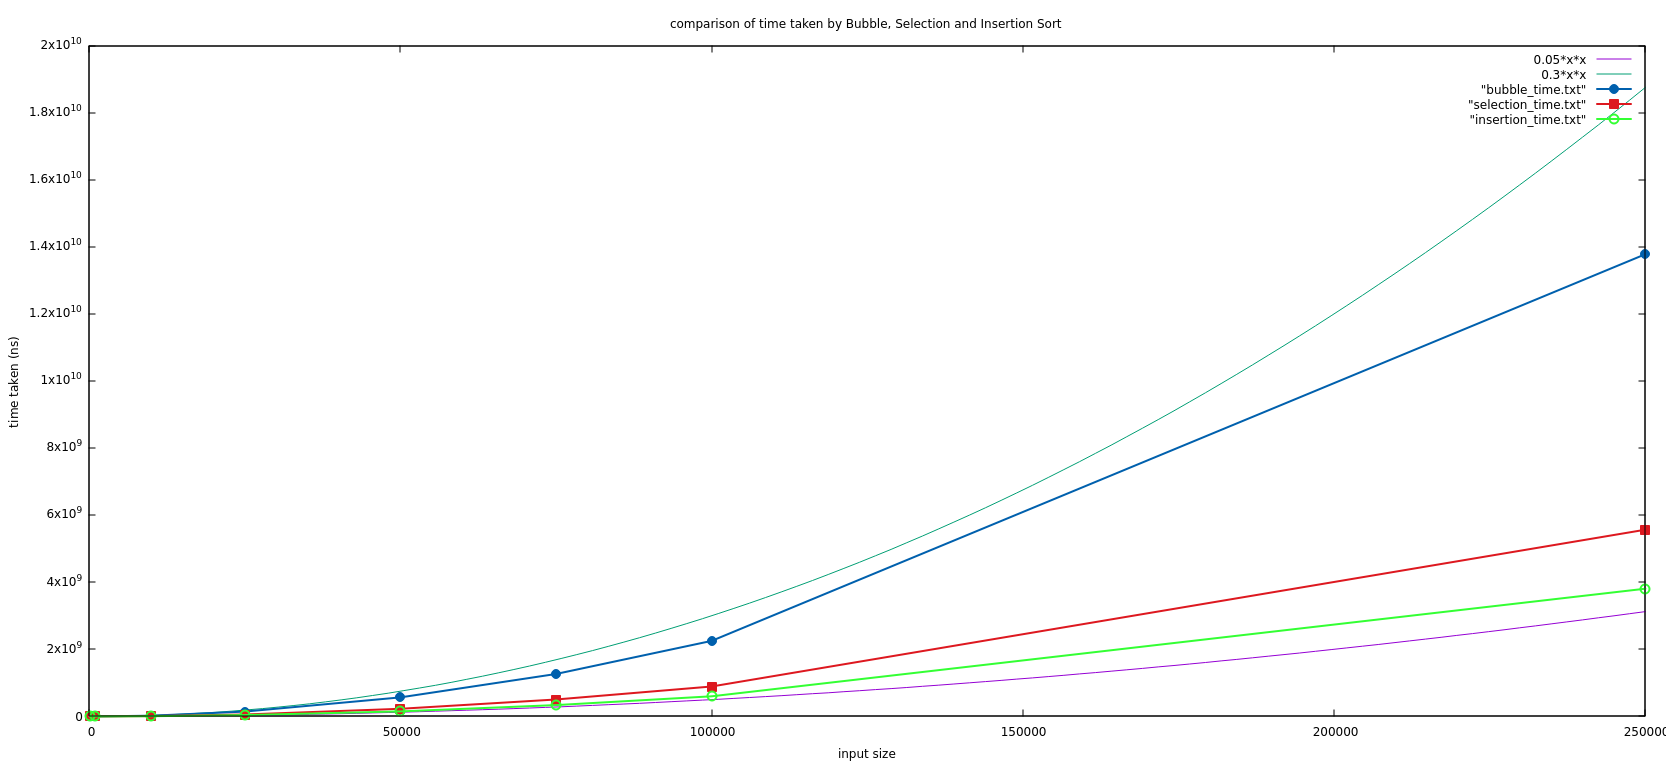 comparison of time taken by Bubble, Selection and Insertion Sort
2x10^10
1.8x10^10
1.6x10^10
1.4x10^10
1.2x10^10
1x10^10
8x10^9
6x10^9
4x10^9
2x10^9
0
time taken (ns)
0.05*x*x
0.3*x*x
"bubble_time.txt"
"selection_time.txt"
"insertion_time.txt"
0 50000 100000 150000 200000 250000
input size